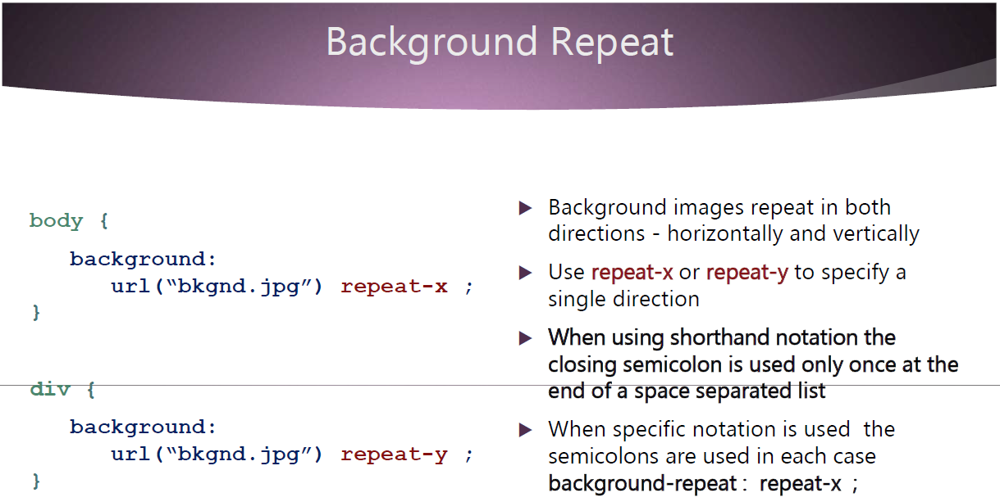 Background Repeat
body {
background:
url(“bkgnd.jpg”) repeat-x ;
}
div {
background:
url(“bkgnd.jpg”) repeat-y ;
}
Background images repeat in both
directions - horizontally and vertically
Use repeat-x or repeat-y to specify a
single direction
When using shorthand notation the
closing semicolon is used only once at the
end of a space separated list
When specific notation is used the
semicolons are used in each case
background-repeat : repeat-x ;